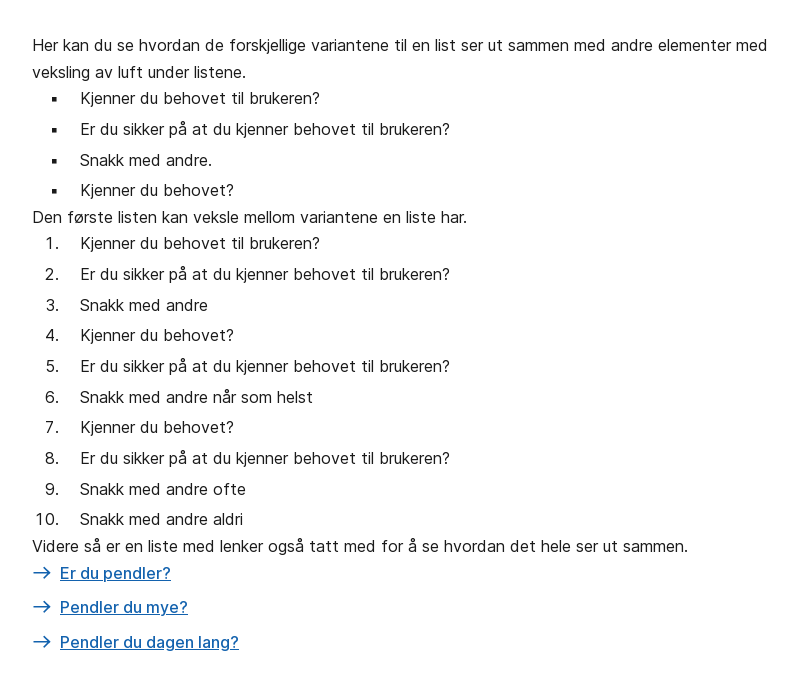 Her kan du se hvordan de forskjellige variantene til en list ser ut sammen med andre elementer med
veksling av luft under listene.
▪ Kjenner du behovet til brukeren?
▪ Er du sikker på at du kjenner behovet til brukeren?
▪ Snakk med andre.
▪ Kjenner du behovet?
Den første listen kan veksle mellom variantene en liste har.
1. Kjenner du behovet til brukeren?
2. Er du sikker på at du kjenner behovet til brukeren?
3. Snakk med andre
4. Kjenner du behovet?
5. Er du sikker på at du kjenner behovet til brukeren?
6. Snakk med andre når som helst
7. Kjenner du behovet?
8. Er du sikker på at du kjenner behovet til brukeren?
9. Snakk med andre ofte
10. Snakk med andre aldri
Videre så er en liste med lenker også tatt med for å se hvordan det hele ser ut sammen.
→ Er du pendler?
→ Pendler du mye?
→ Pendler du dagen lang?